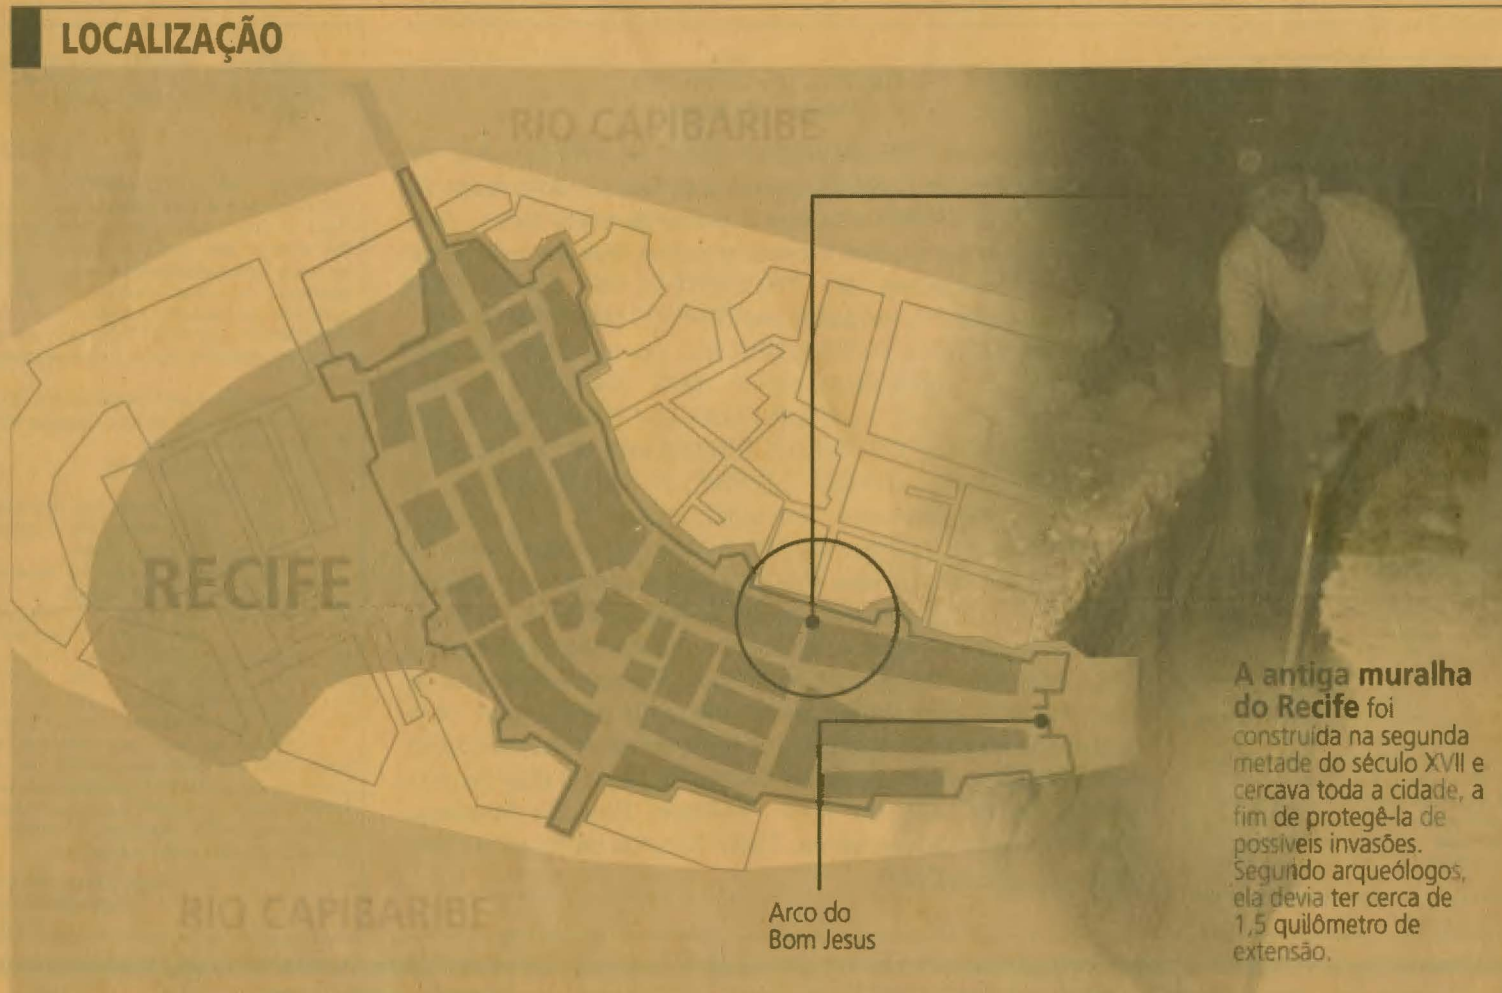 LOCALIZAÇÃO
RIO CAPIBARIBE
RECIFE
RIO CAPIBARIBE
Arco do
Bom Jesus
A antiga muralha
do Recife foi
construída na segunda
metade do século XVII e
cercava toda a cidade, a
fim de protegê-la de
possíveis invasões.
Segundo arqueólogos,
ela devia ter cerca de
1,5 quilômetro de
extensão.